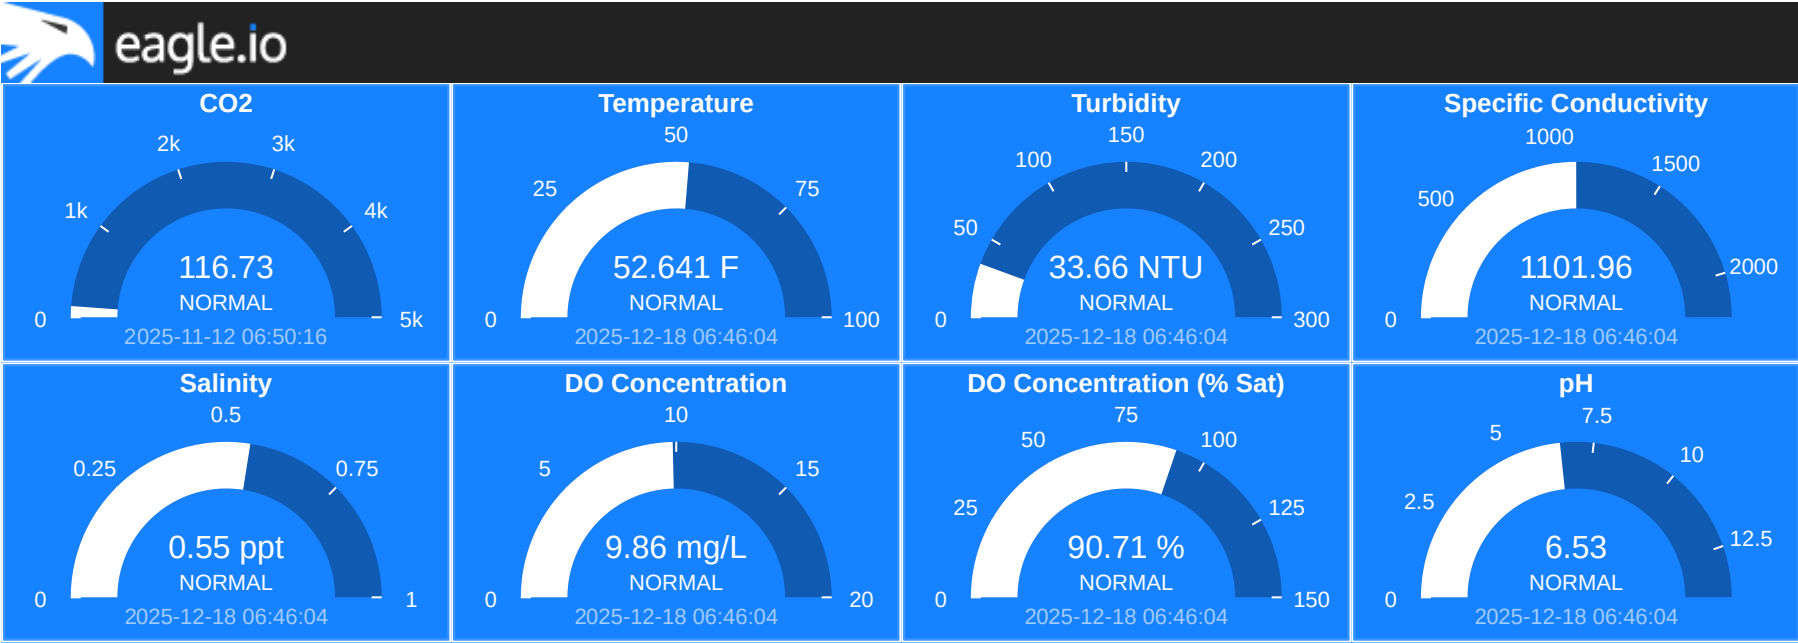 eagle.io
CO2
2k
3k
1k
4k
116.73
NORMAL
0
5k
2025-11-12 06:50:16
Temperature
50
25
75
52.641 F
NORMAL
0
100
2025-12-18 06:46:04
Turbidity
150
100
200
50
250
33.66 NTU
NORMAL
0
300
2025-12-18 06:46:04
Specific Conductivity
1000
1500
500
2000
1101.96
NORMAL
0
2025-12-18 06:46:04
Salinity
0.5
0.25
0.75
0.55 ppt
NORMAL
0
1
2025-12-18 06:46:04
DO Concentration
10
5
15
9.86 mg/L
NORMAL
0
20
2025-12-18 06:46:04
DO Concentration (% Sat)
75
50
100
25
125
90.71 %
NORMAL
0
150
2025-12-18 06:46:04
pH
7.5
5
10
2.5
12.5
6.53
NORMAL
0
2025-12-18 06:46:04